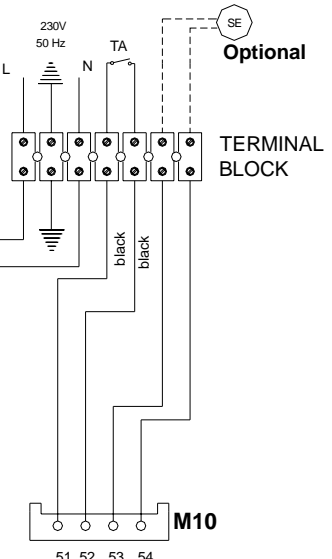 230V
50 Hz
TA
SE
L
N
Optional
TERMINAL
BLOCK
black
black
M10
51 52 53 54